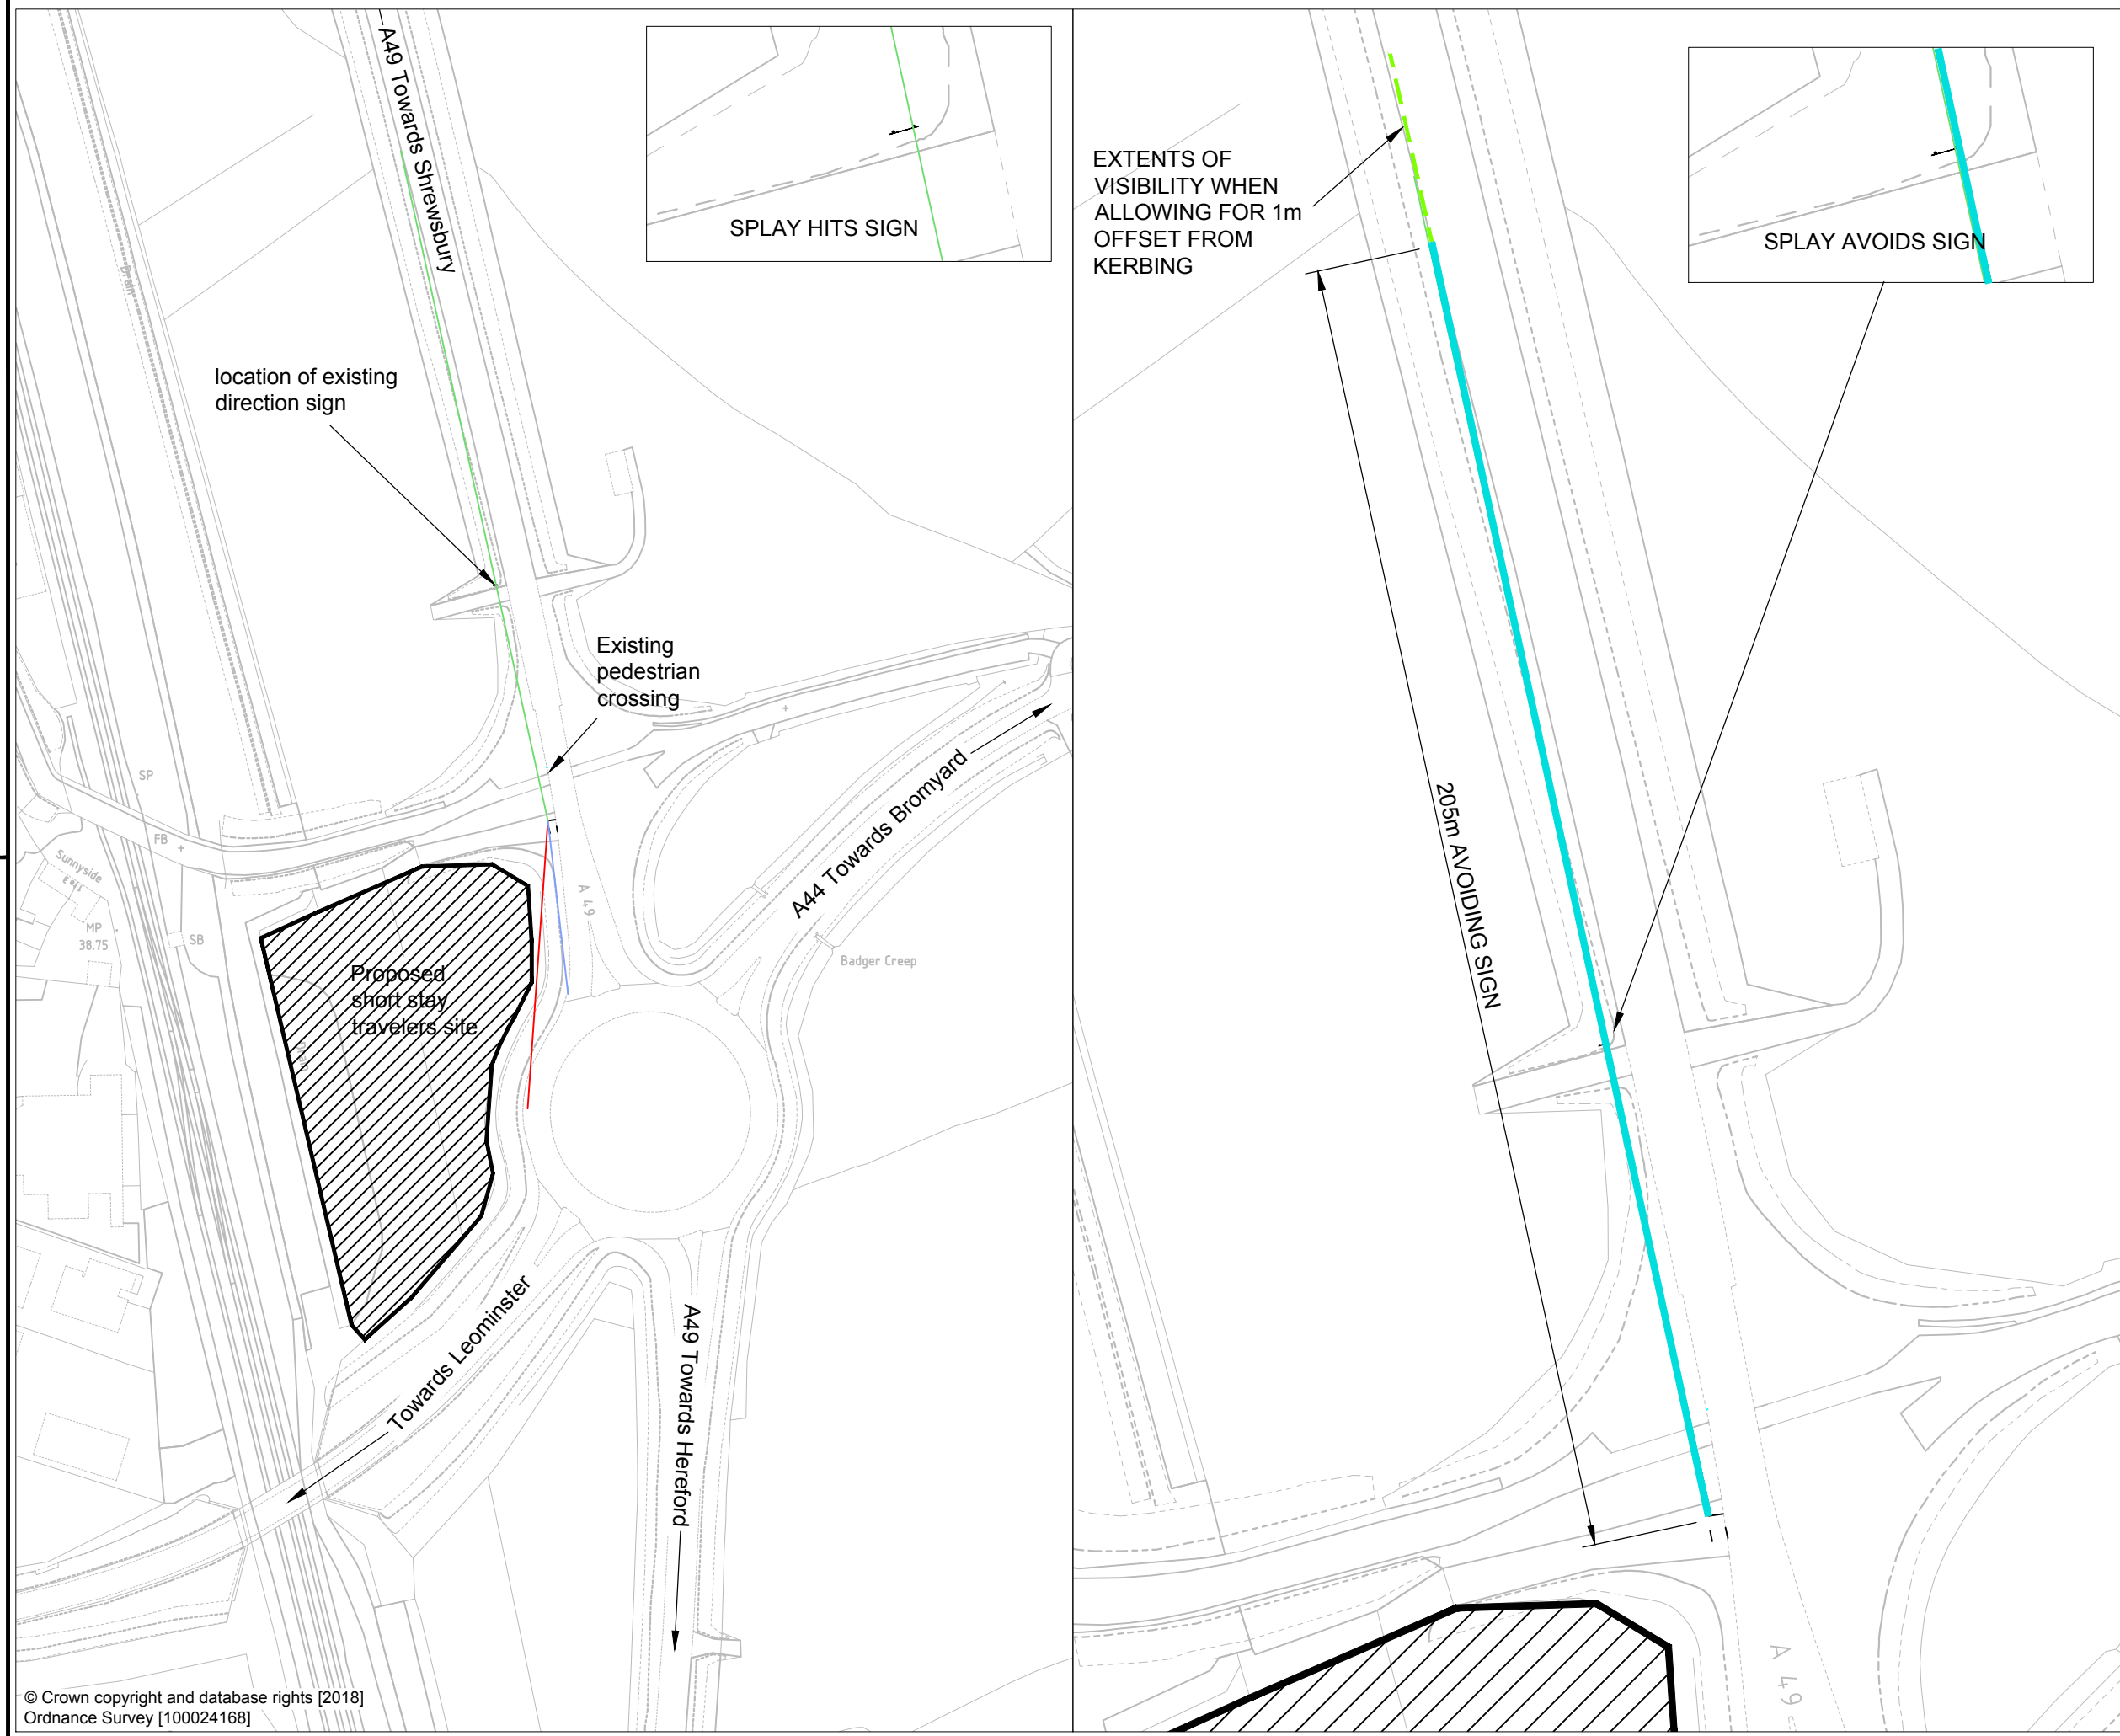 A49 Towards Shrewsbury
SPLAY HITS SIGN
Drain
location of existing
direction sign
Existing
pedestrian
crossing
SP
FB
Sunnyside
MP
38.75
SB
A 49
A44 Towards Bromyard
Badger Creep
Proposed
short stay
travelers site
Drain
Towards Leominster
A49 Towards Hereford
© Crown copyright and database rights [2018]
Ordnance Survey [100024168]
EXTENTS OF
VISIBILITY WHEN
ALLOWING FOR 1m
OFFSET FROM
KERBING
SPLAY AVOIDS SIGN
205m AVOIDING SIGN
A 49